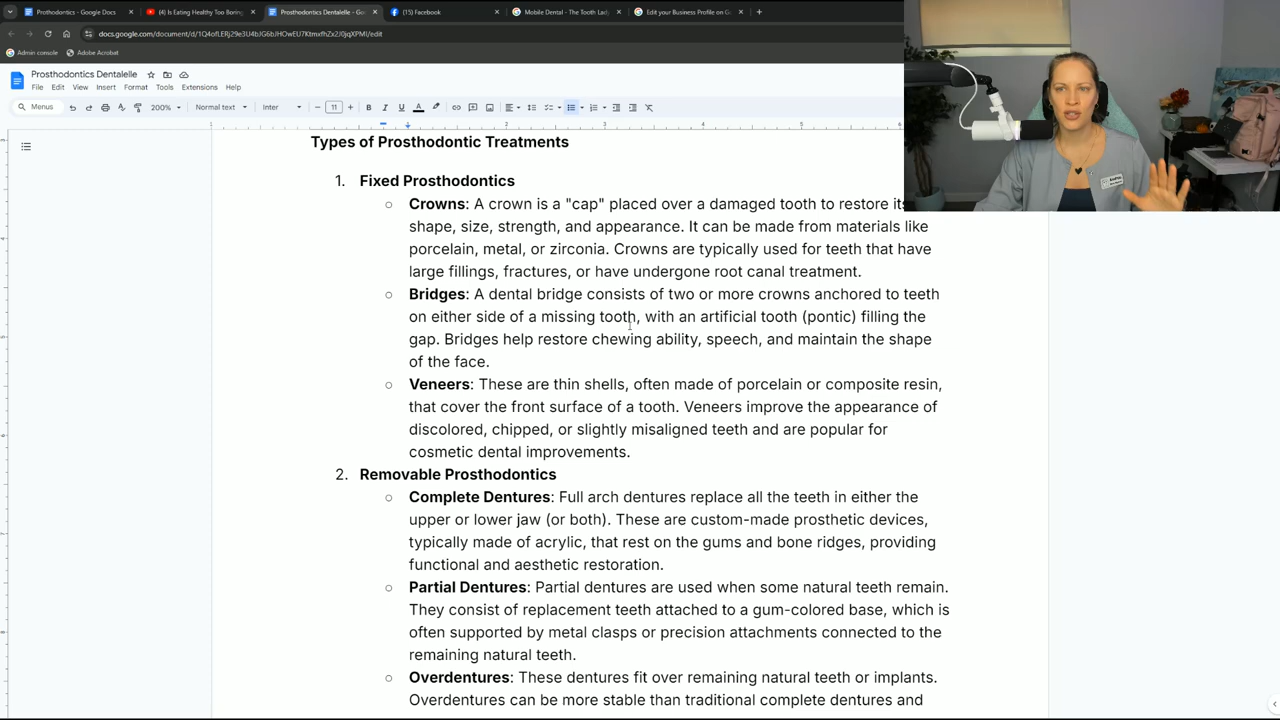 Prosthodontics - Google Docs
(4) Is Eating Healthy Too Boring
Prosthodontics Dentalelle - Go
(15) Facebook
Mobile Dental - The Tooth Lady
Edit your Business Profile on G
docs.google.com/document/d/
Admin console
Adobe Acrobat
Prosthodontics Dentalelle
File Edit View Insert Format Tools Extensions Help
Menus 200% Normal text Inter 11 B I U A
Types of Prosthodontic Treatments
1. Fixed Prosthodontics
Crowns: A crown is a "cap" placed over a damaged tooth to restore its
shape, size, strength, and appearance. It can be made from materials like
porcelain, metal, or zirconia. Crowns are typically used for teeth that have
large fillings, fractures, or have undergone root canal treatment.
Bridges: A dental bridge consists of two or more crowns anchored to teeth
on either side of a missing tooth, with an artificial tooth (pontic) filling the
gap. Bridges help restore chewing ability, speech, and maintain the shape
of the face.
Veneers: These are thin shells, often made of porcelain or composite resin,
that cover the front surface of a tooth. Veneers improve the appearance of
discolored, chipped, or slightly misaligned teeth and are popular for
cosmetic dental improvements.
2. Removable Prosthodontics
Complete Dentures: Full arch dentures replace all the teeth in either the
upper or lower jaw (or both). These are custom-made prosthetic devices,
typically made of acrylic, that rest on the gums and bone ridges, providing
functional and aesthetic restoration.
Partial Dentures: Partial dentures are used when some natural teeth remain.
They consist of replacement teeth attached to a gum-colored base, which is
often supported by metal clasps or precision attachments connected to the
remaining natural teeth.
Overdentures: These dentures fit over remaining natural teeth or implants.
Overdentures can be more stable than traditional complete dentures and